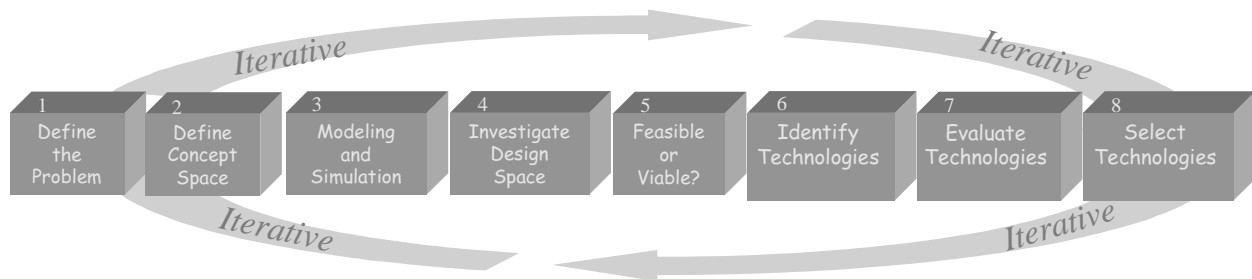 Iterative
Iterative
1
Define
the
Problem
2
Define
Concept
Space
3
Modeling
and
Simulation
4
Investigate
Design
Space
5
Feasible
or
Viable?
6
Identify
Technologies
7
Evaluate
Technologies
8
Select
Technologies
Iterative
Iterative